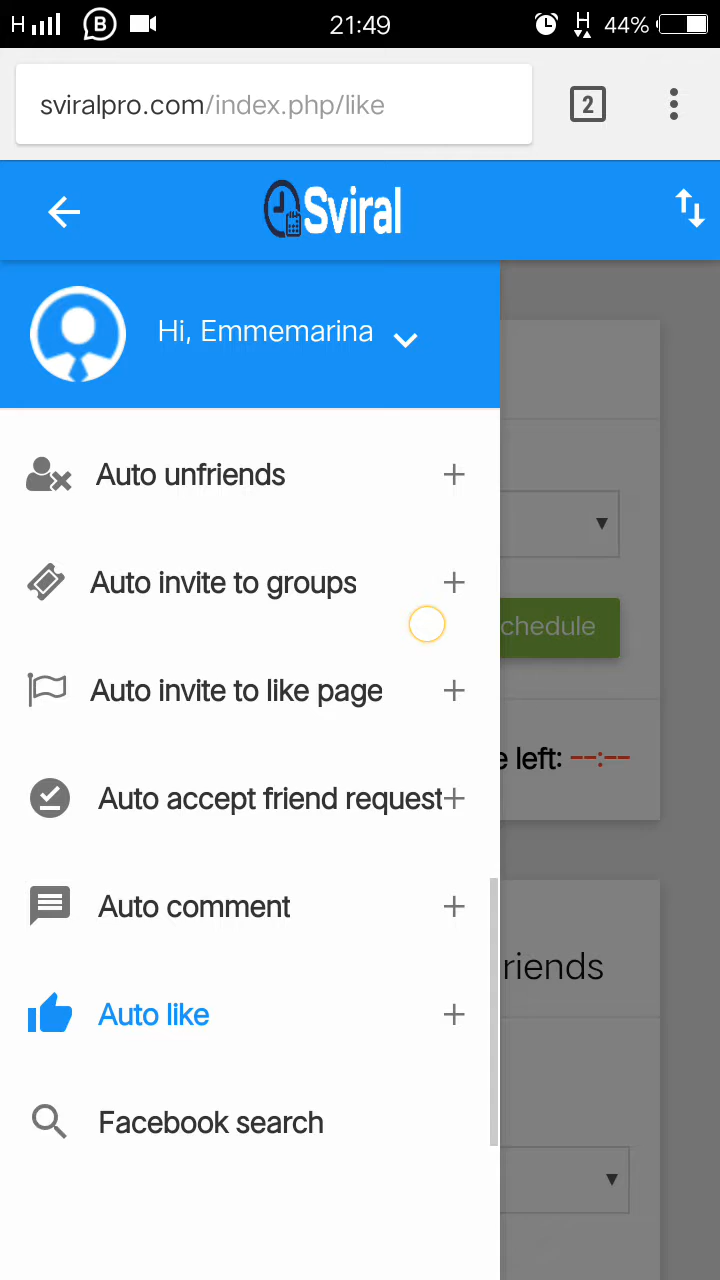 H B 21:49 H 44%
sviralpro.com/index.php/like 2
Sviral
Hi, Emmemarina
Auto unfriends +
Auto invite to groups +
chedule
Auto invite to like page +
e left: --:--
Auto accept friend request +
Auto comment +
riends
Auto like +
Facebook search